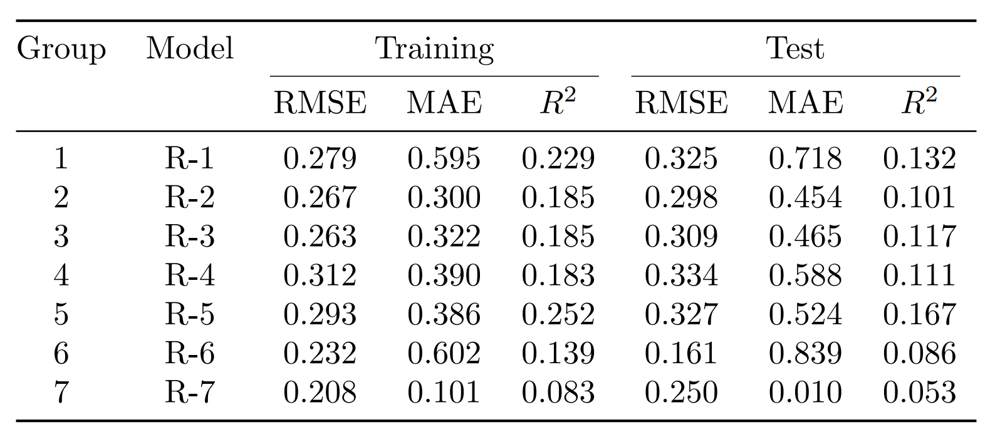 Group Model Training Test
RMSE MAE R² RMSE MAE R²
1 R-1 0.279 0.595 0.229 0.325 0.718 0.132
2 R-2 0.267 0.300 0.185 0.298 0.454 0.101
3 R-3 0.263 0.322 0.185 0.309 0.465 0.117
4 R-4 0.312 0.390 0.183 0.334 0.588 0.111
5 R-5 0.293 0.386 0.252 0.327 0.524 0.167
6 R-6 0.232 0.602 0.139 0.161 0.839 0.086
7 R-7 0.208 0.101 0.083 0.250 0.010 0.053